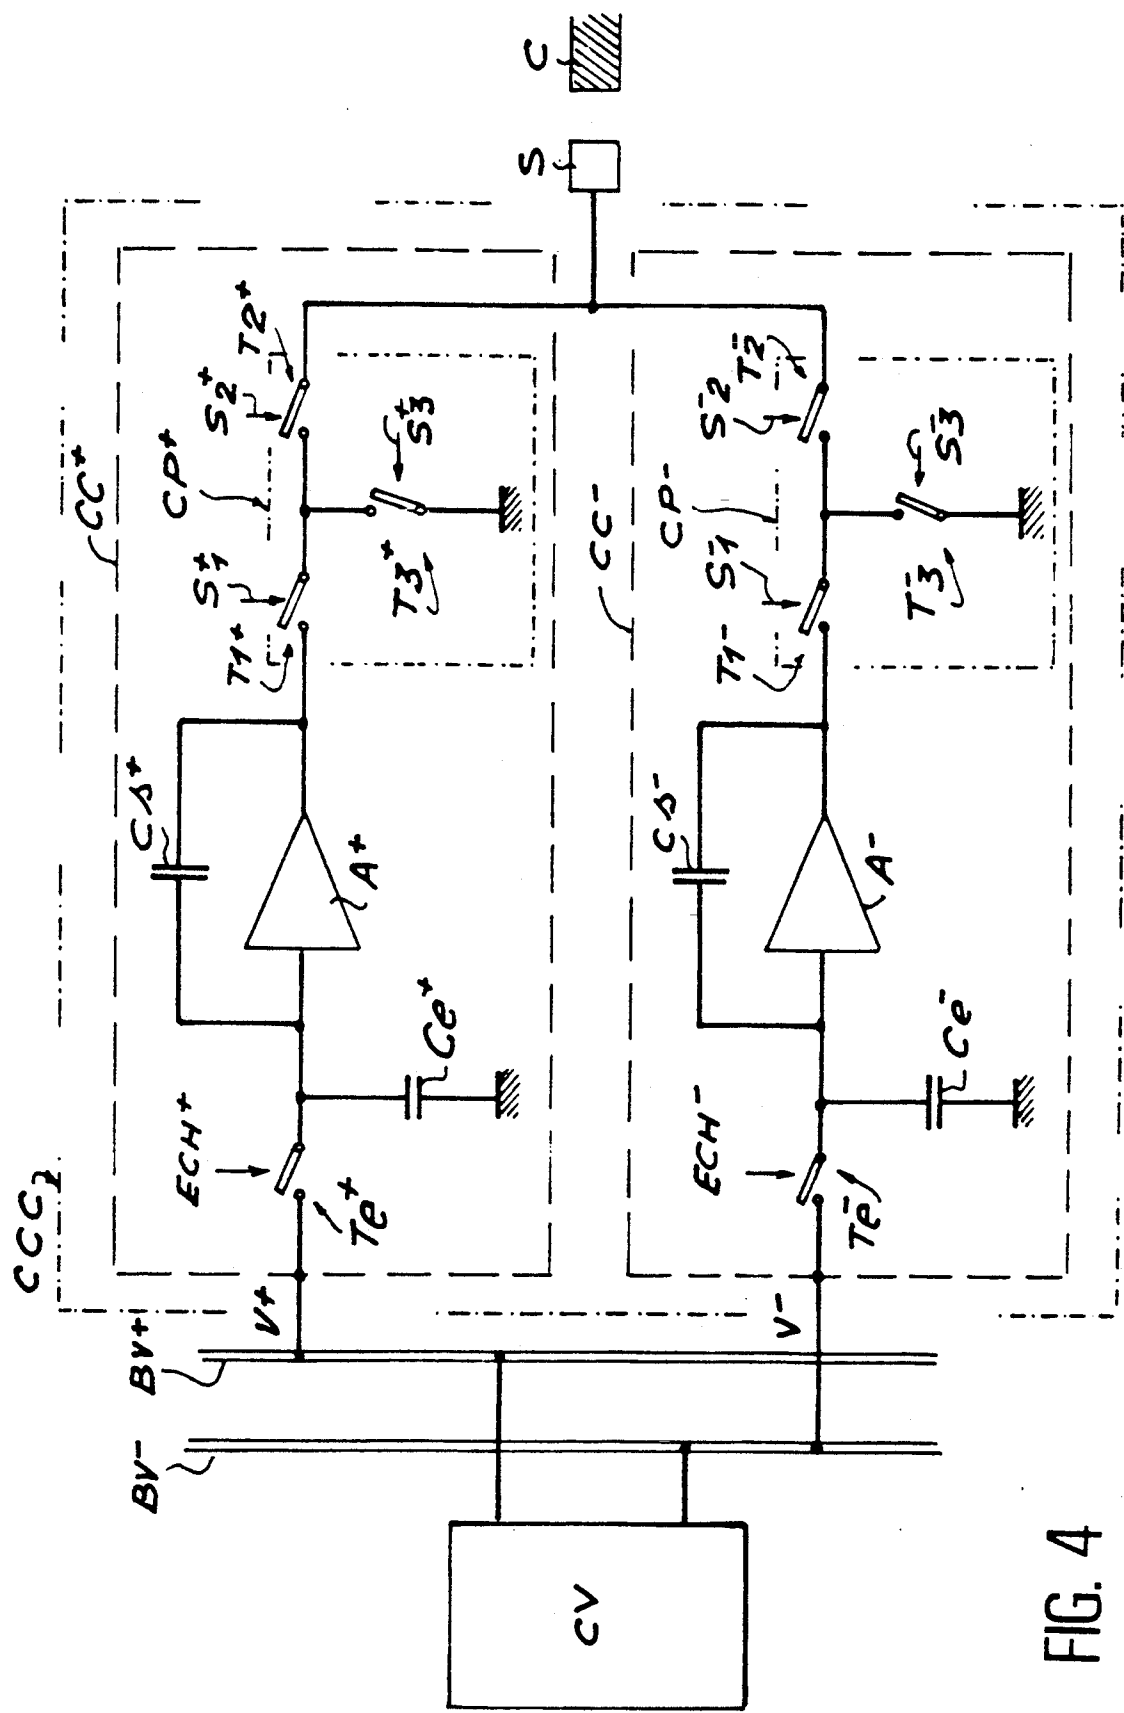 CCCj
CC+
Cs+
ECH+
Te+
Ce+
A+
T1+
S1+
CP+
S2+
T2+
T3+
S3+
S
C
BV+
V+
BV-
V-
CV
CC-
Cs-
ECH-
Te-
Ce-
A-
T1-
S1-
CP-
S2-
T2-
T3-
S3-
FIG. 4